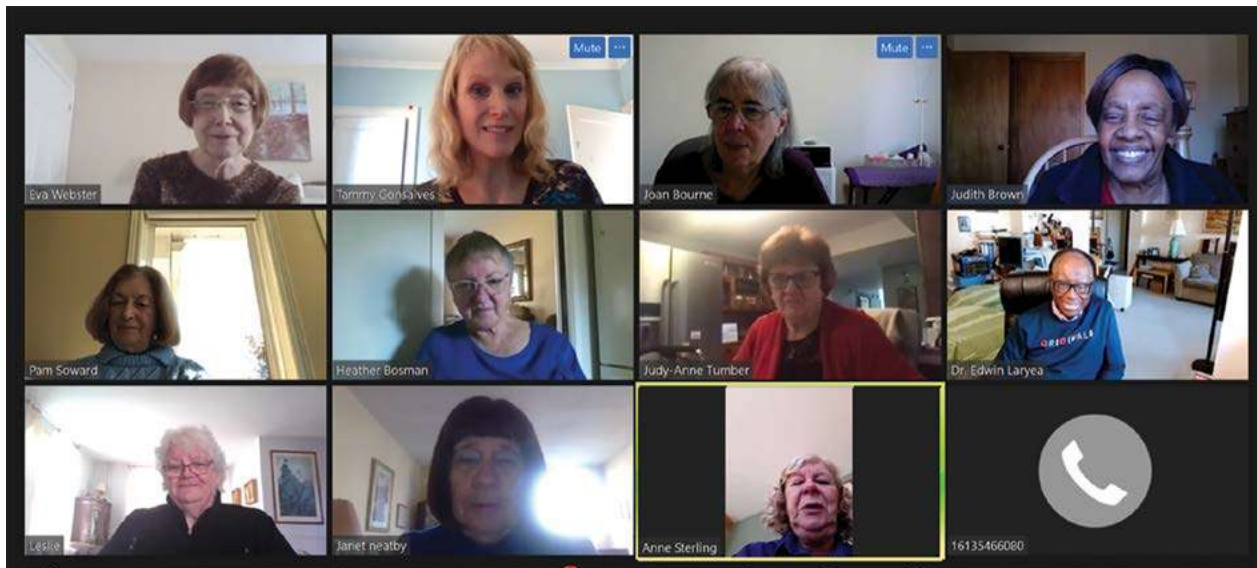 Mute
Mute
Eva Webster
Tammy Gonsalves
Joan Bourne
Judith Brown
Pam Soward
Heather Bosman
Judy-Anne Tumber
ORIGINALS
Dr. Edwin Laryea
Leslie
Janet neatby
Anne Sterling
16135466080